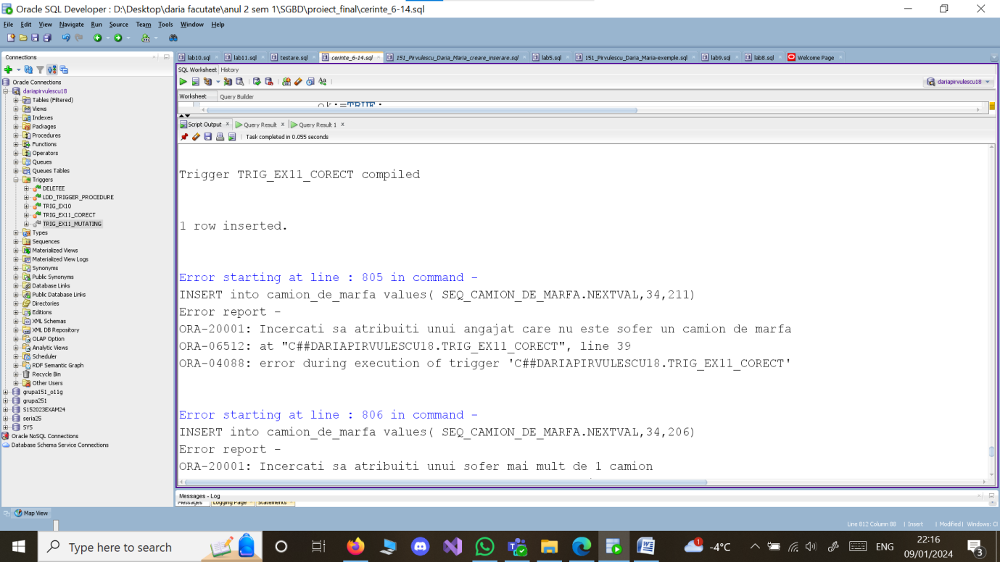 Oracle SQL Developer : D:\Desktop\daria facutate\anul 2 sem 1\SGBD\proiect_final\cerinte_6-14.sql
File Edit View Navigate Run Source Team Tools Window Help
Connections
Oracle Connections
dariapirvulescu18
Tables (Filtered)
Views
Indexes
Packages
Procedures
Functions
Operators
Queues
Queues Tables
Triggers
DELETEE
LDD_TRIGGER_PROCEDURE
TRIG_EX10
TRIG_EX11_CORECT
TRIG_EX11_MUTATING
Types
Sequences
Materialized Views
Materialized View Logs
Synonyms
Public Synonyms
Database Links
Public Database Links
Directories
Editions
XML Schemas
XML DB Repository
OLAP Option
Analytic Views
Scheduler
RDF Semantic Graph
Recycle Bin
Other Users
grupa151_o11g
grupa251
S152023EXAM24
seria25
SYS
Oracle NoSQL Connections
Database Schema Service Connections
lab10.sql lab11.sql testare.sql cerinte_6-14.sql 151_Pirvulescu_Daria_Maria_creare_inserare.sql lab5.sql 151_Pirvulescu_Daria_Maria-exemple.sql lab9.sql lab8.sql Welcome Page
SQL Worksheet History
dariapirvulescu18
Worksheet Query Builder
ok:=TRUE;
Script Output Query Result Query Result 1
Task completed in 0.055 seconds
Trigger TRIG_EX11_CORECT compiled
1 row inserted.
Error starting at line : 805 in command -
INSERT into camion_de_marfa values( SEQ_CAMION_DE_MARFA.NEXTVAL,34,211)
Error report -
ORA-20001: Incercati sa atribuiti unui angajat care nu este sofer un camion de marfa
ORA-06512: at "C##DARIAPIRVULESCU18.TRIG_EX11_CORECT", line 39
ORA-04088: error during execution of trigger 'C##DARIAPIRVULESCU18.TRIG_EX11_CORECT'
Error starting at line : 806 in command -
INSERT into camion_de_marfa values( SEQ_CAMION_DE_MARFA.NEXTVAL,34,206)
Error report -
ORA-20001: Incercati sa atribuiti unui sofer mai mult de 1 camion
Messages - Log
Messages Logging Page Statements
Map View
Line 812 Column 88 | Insert | Modified | Windows: C
Type here to search
1
-4°C
ENG
22:16
09/01/2024
3